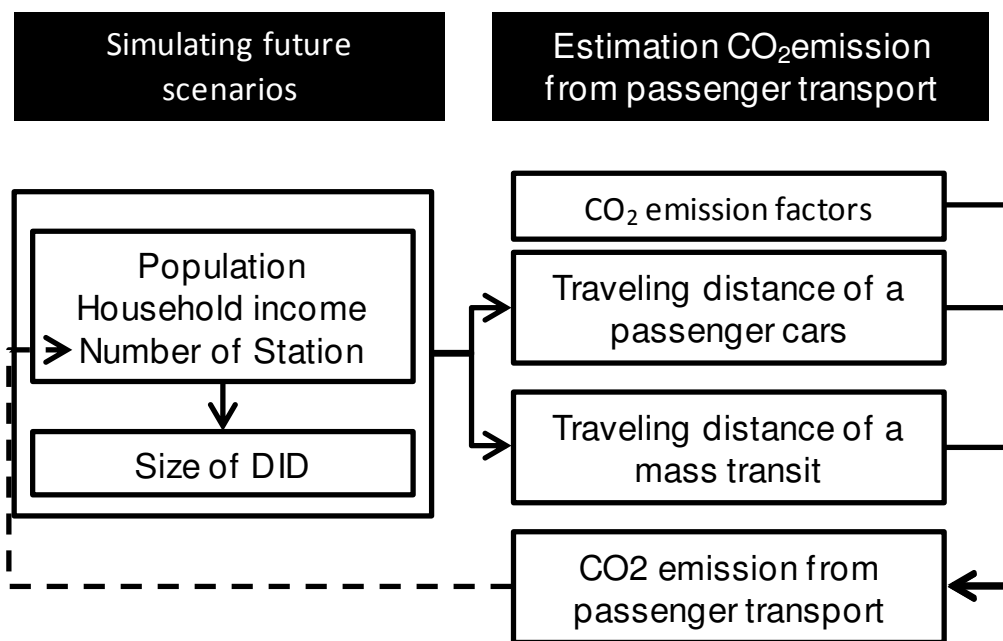 Simulating future
scenarios
Estimation CO₂emission
from passenger transport
Population
Household income
Number of Station
Size of DID
CO₂ emission factors
Traveling distance of a
passenger cars
Traveling distance of a
mass transit
CO2 emission from
passenger transport